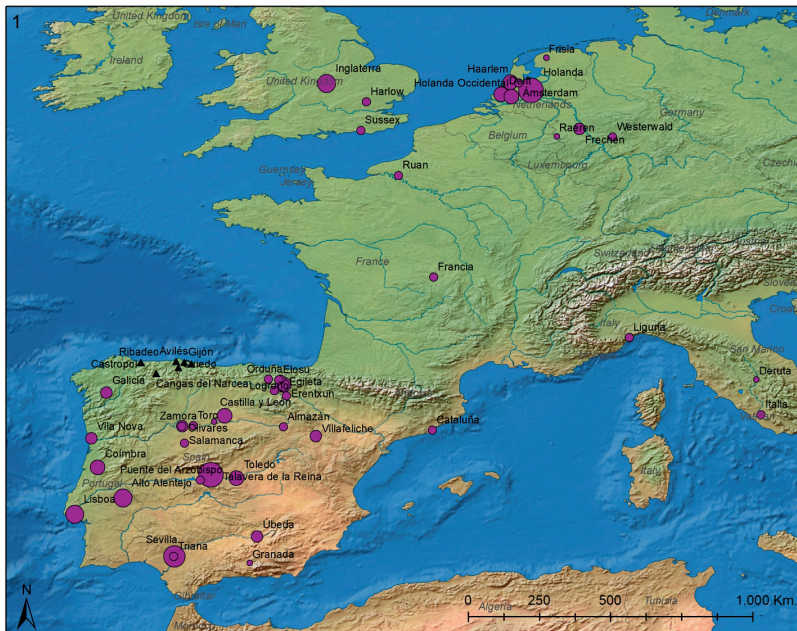 1
United Kingdom
Isle of Man
Denmark
Ireland
Inglaterra
United Kingdom
Harlow
Sussex
Frisia
Haarlem
Holanda
Delft
Holanda Occidental
Ámsterdam
Netherlands
Germany
Belgium
Raeren
Westerwald
Frechen
Luxembourg
Guernsey
Jersey
Ruan
France
Francia
Italy
Liguria
San Marino
Deruta
Italia
Italy
Ribadeo
Avilés
Gijón
Castropol
Oviedo
Cangas del Narcea
Galicia
Orduña
Elosu
Logroño
Egileta
Erentxun
Castilla y León
Zamora
Toro
Olivares
Almazán
Villafeliche
Cataluña
Vila Nova
Salamanca
Coímbra
Spain
Puente del Arzobispo
Toledo
Portugal
Alto Alentejo
Talavera de la Reina
Lisboa
Úbeda
Sevilla
Triana
Granada
Gibraltar
Morocco
Algeria
Tunisia
N
0 250 500 1.000 Km.